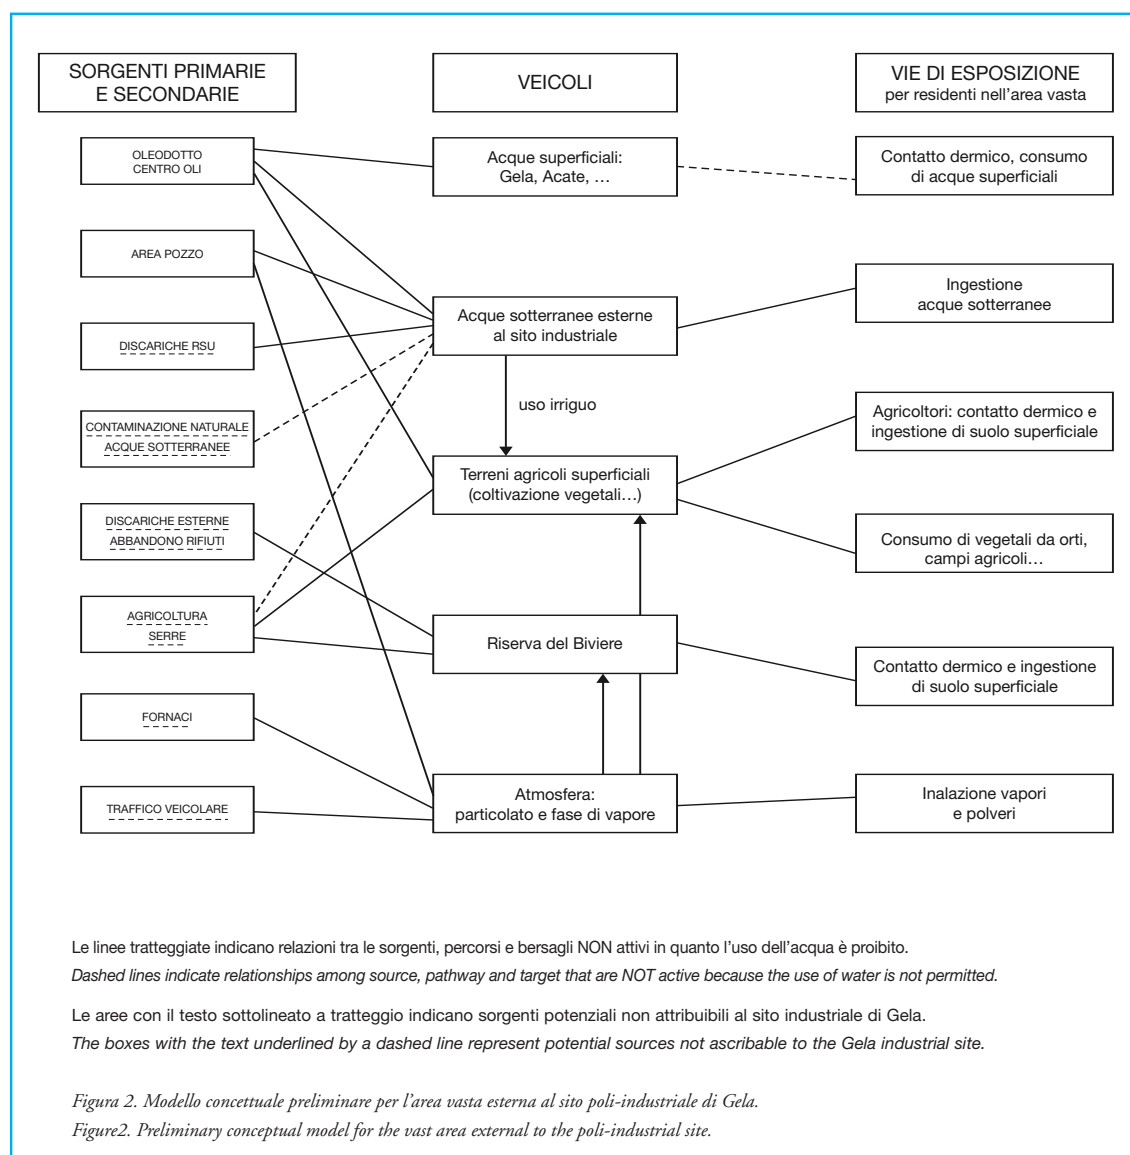 SORGENTI PRIMARIE
E SECONDARIE
VEICOLI
VIE DI ESPOSIZIONE
per residenti nell'area vasta
OLEODOTTO
CENTRO OLI
Acque superficiali:
Gela, Acate, …
Contatto dermico, consumo
di acque superficiali
AREA POZZO
Acque sotterranee esterne
al sito industriale
Ingestione
acque sotterranee
DISCARICHE RSU
uso irriguo
CONTAMINAZIONE NATURALE
ACQUE SOTTERRANEE
Terreni agricoli superficiali
(coltivazione vegetali…)
Agricoltori: contatto dermico e
ingestione di suolo superficiale
DISCARICHE ESTERNE
ABBANDONO RIFIUTI
Consumo di vegetali da orti,
campi agricoli…
AGRICOLTURA
SERRE
Riserva del Biviere
Contatto dermico e ingestione
di suolo superficiale
FORNACI
TRAFFICO VEICOLARE
Atmosfera:
particolato e fase di vapore
Inalazione vapori
e polveri
Le linee tratteggiate indicano relazioni tra le sorgenti, percorsi e bersagli NON attivi in quanto l'uso dell'acqua è proibito.
Dashed lines indicate relationships among source, pathway and target that are NOT active because the use of water is not permitted.
Le aree con il testo sottolineato a tratteggio indicano sorgenti potenziali non attribuibili al sito industriale di Gela.
The boxes with the text underlined by a dashed line represent potential sources not ascribable to the Gela industrial site.
Figura 2. Modello concettuale preliminare per l'area vasta esterna al sito poli-industriale di Gela.
Figure2. Preliminary conceptual model for the vast area external to the poli-industrial site.